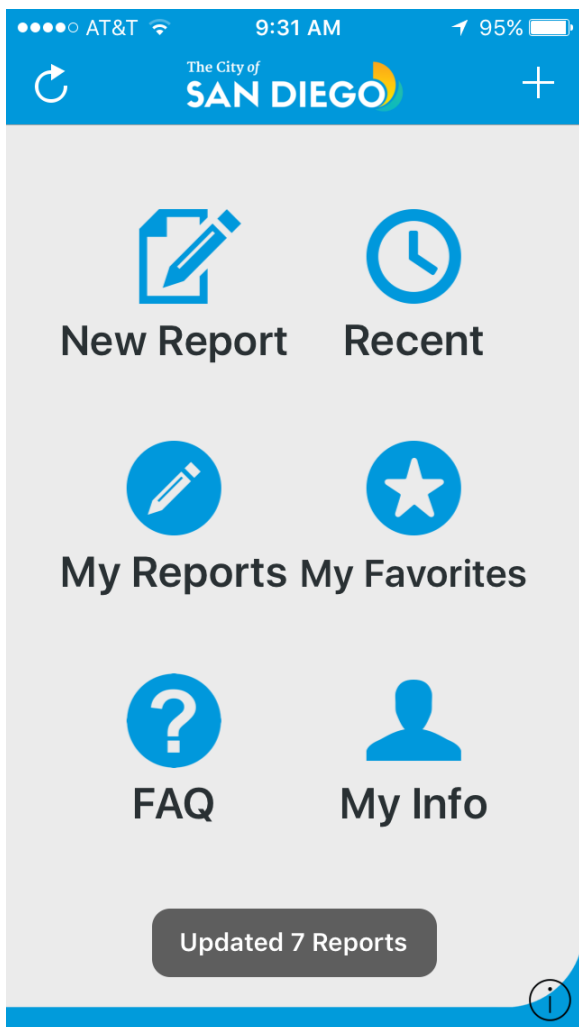 AT&T 9:31 AM 95%
The City of
SAN DIEGO
New Report Recent
My Reports My Favorites
?
FAQ My Info
Updated 7 Reports
i